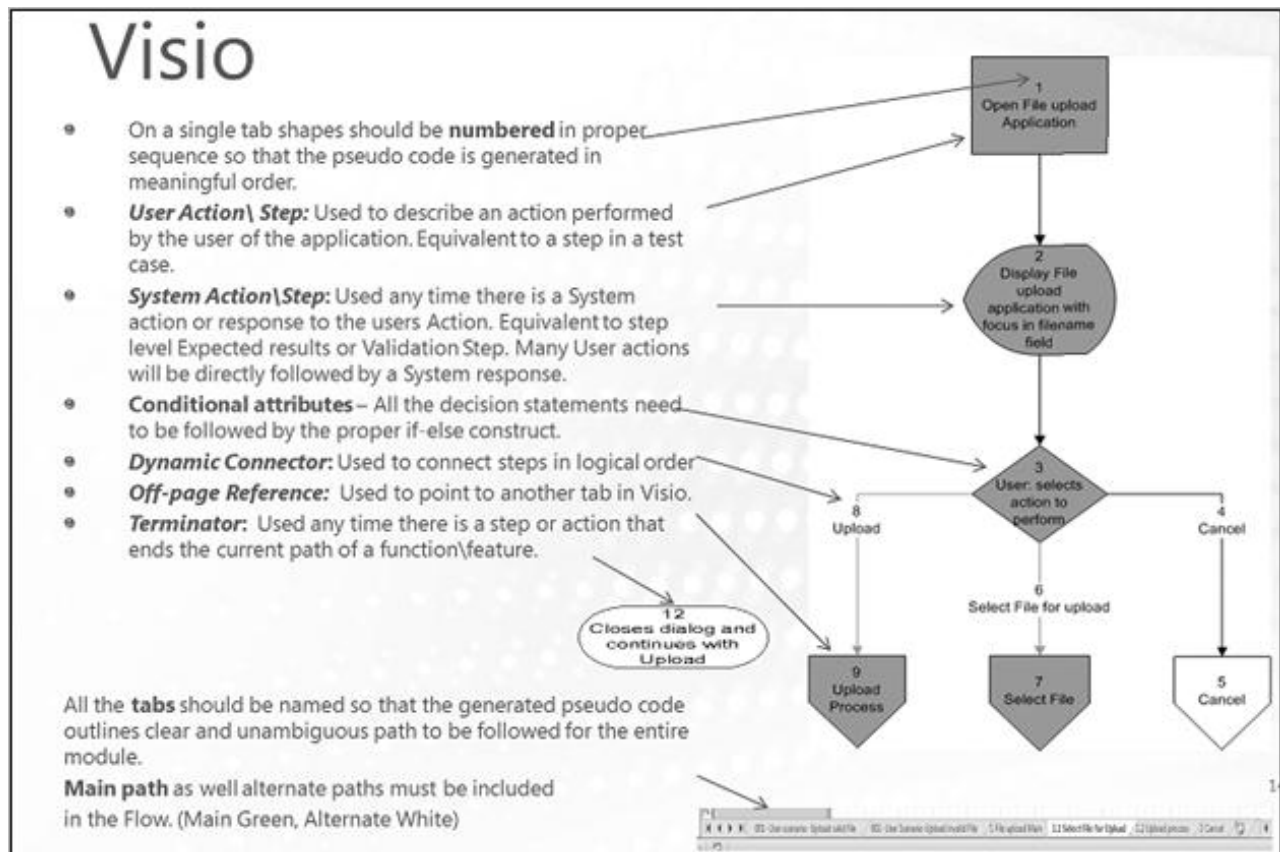 Visio
On a single tab shapes should be numbered in proper
sequence so that the pseudo code is generated in
meaningful order.
User Action\ Step: Used to describe an action performed
by the user of the application. Equivalent to a step in a test
case.
System Action\Step: Used any time there is a System
action or response to the users Action. Equivalent to step
level Expected results or Validation Step. Many User actions
will be directly followed by a System response.
Conditional attributes – All the decision statements need
to be followed by the proper if-else construct.
Dynamic Connector: Used to connect steps in logical order
Off-page Reference: Used to point to another tab in Visio.
Terminator: Used any time there is a step or action that
ends the current path of a function\feature.
12
Closes dialog and
continues with
Upload
All the tabs should be named so that the generated pseudo code
outlines clear and unambiguous path to be followed for the entire
module.
Main path as well alternate paths must be included
in the Flow. (Main Green, Alternate White)
1
Open File upload
Application
2
Display File
upload
application with
focus in filename
field
3
User: selects
action to
perform
8
Upload
4
Cancel
6
Select File for upload
9
Upload
Process
7
Select File
5
Cancel
1.1 Select File for Upload